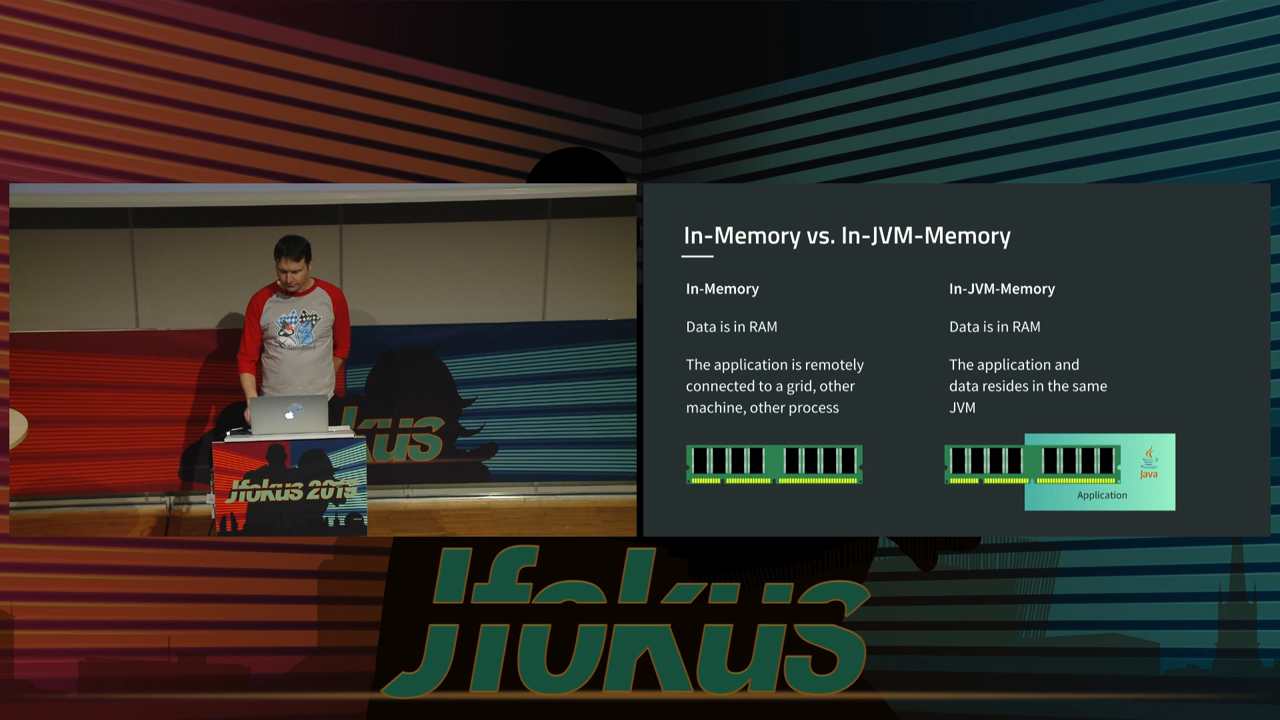 In-Memory vs. In-JVM-Memory
In-Memory
Data is in RAM
The application is remotely
connected to a grid, other
machine, other process
In-JVM-Memory
Data is in RAM
The application and
data resides in the same
JVM
Java
Application
kus
Jfokus 2019
Jfokus